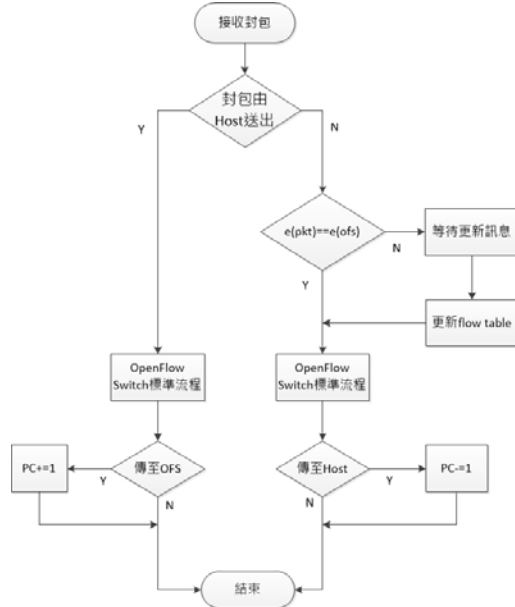 接收封包
封包由
Host送出
Y
N
e(pkt)==e(ofs)
N
等待更新訊息
Y
更新flow table
OpenFlow
Switch標準流程
OpenFlow
Switch標準流程
PC+=1
Y
傳至OFS
N
傳至Host
Y
PC-=1
N
結束